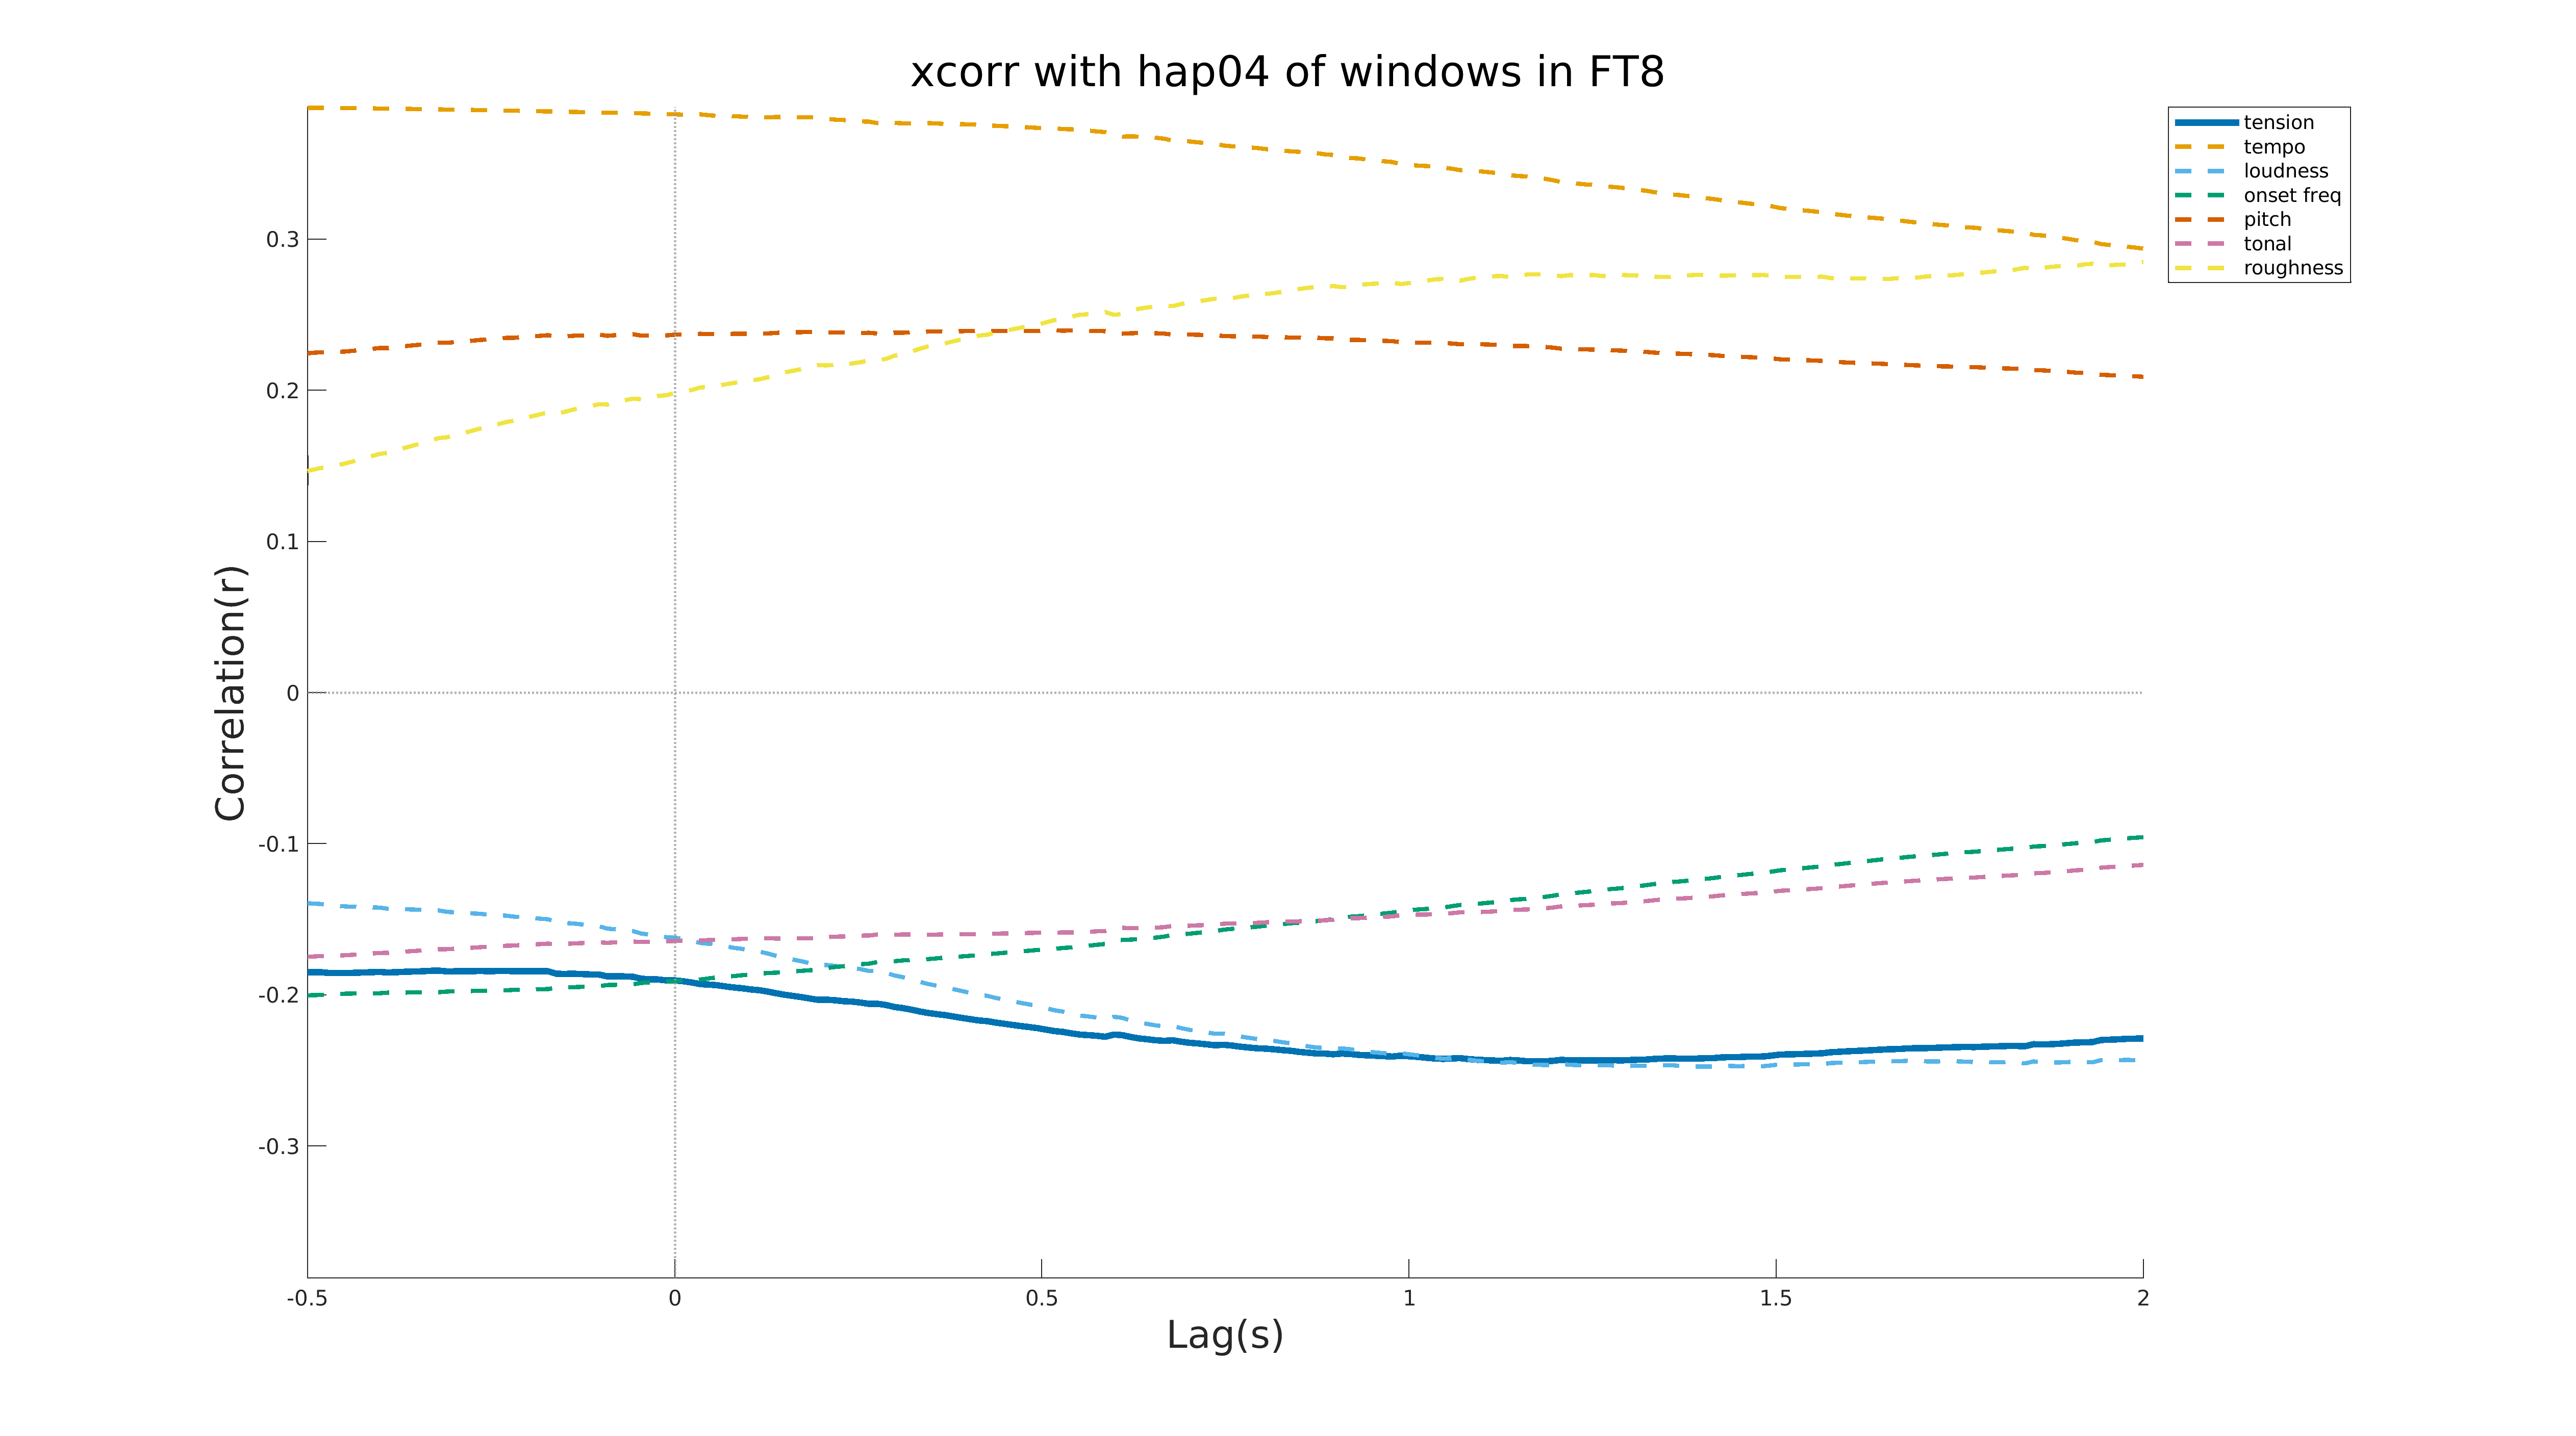 xcorr with hap04 of windows in FT8
tension
tempo
loudness
onset freq
pitch
tonal
roughness
Correlation(r)
0.3
0.2
0.1
0
-0.1
-0.2
-0.3
-0.5
0
0.5
1
1.5
2
Lag(s)